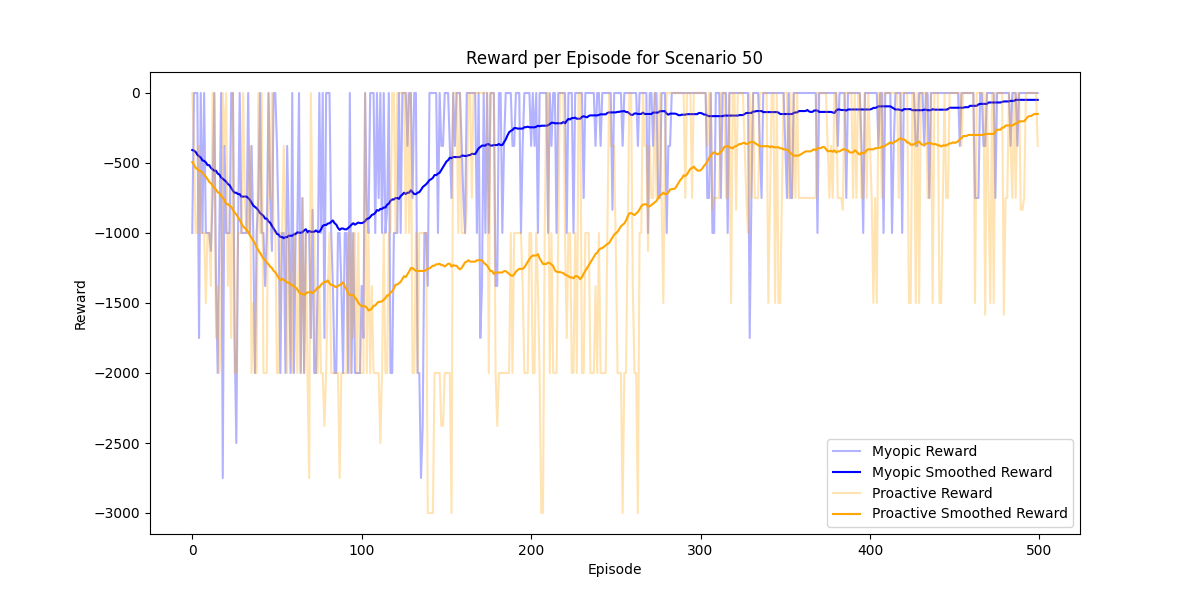 Reward per Episode for Scenario 50
Reward
0
−500
−1000
−1500
−2000
−2500
−3000
Myopic Reward
Myopic Smoothed Reward
Proactive Reward
Proactive Smoothed Reward
0 100 200 300 400 500
Episode